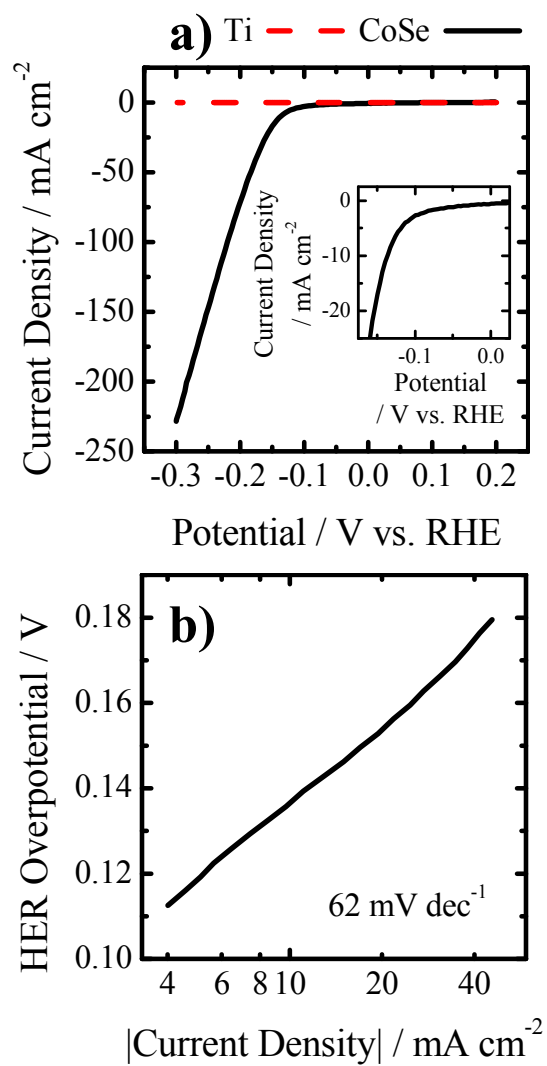 a) Ti CoSe
Current Density / mA cm⁻²
0
-50
-100
-150
-200
-250
-0.3 -0.2 -0.1 0.0 0.1 0.2
Potential / V vs. RHE
Current Density
/ mA cm⁻²
0
-10
-20
-0.1 0.0
Potential
/ V vs. RHE
b)
HER Overpotential / V
0.18
0.16
0.14
0.12
0.10
62 mV dec⁻¹
4 6 8 10 20 40
|Current Density| / mA cm⁻²